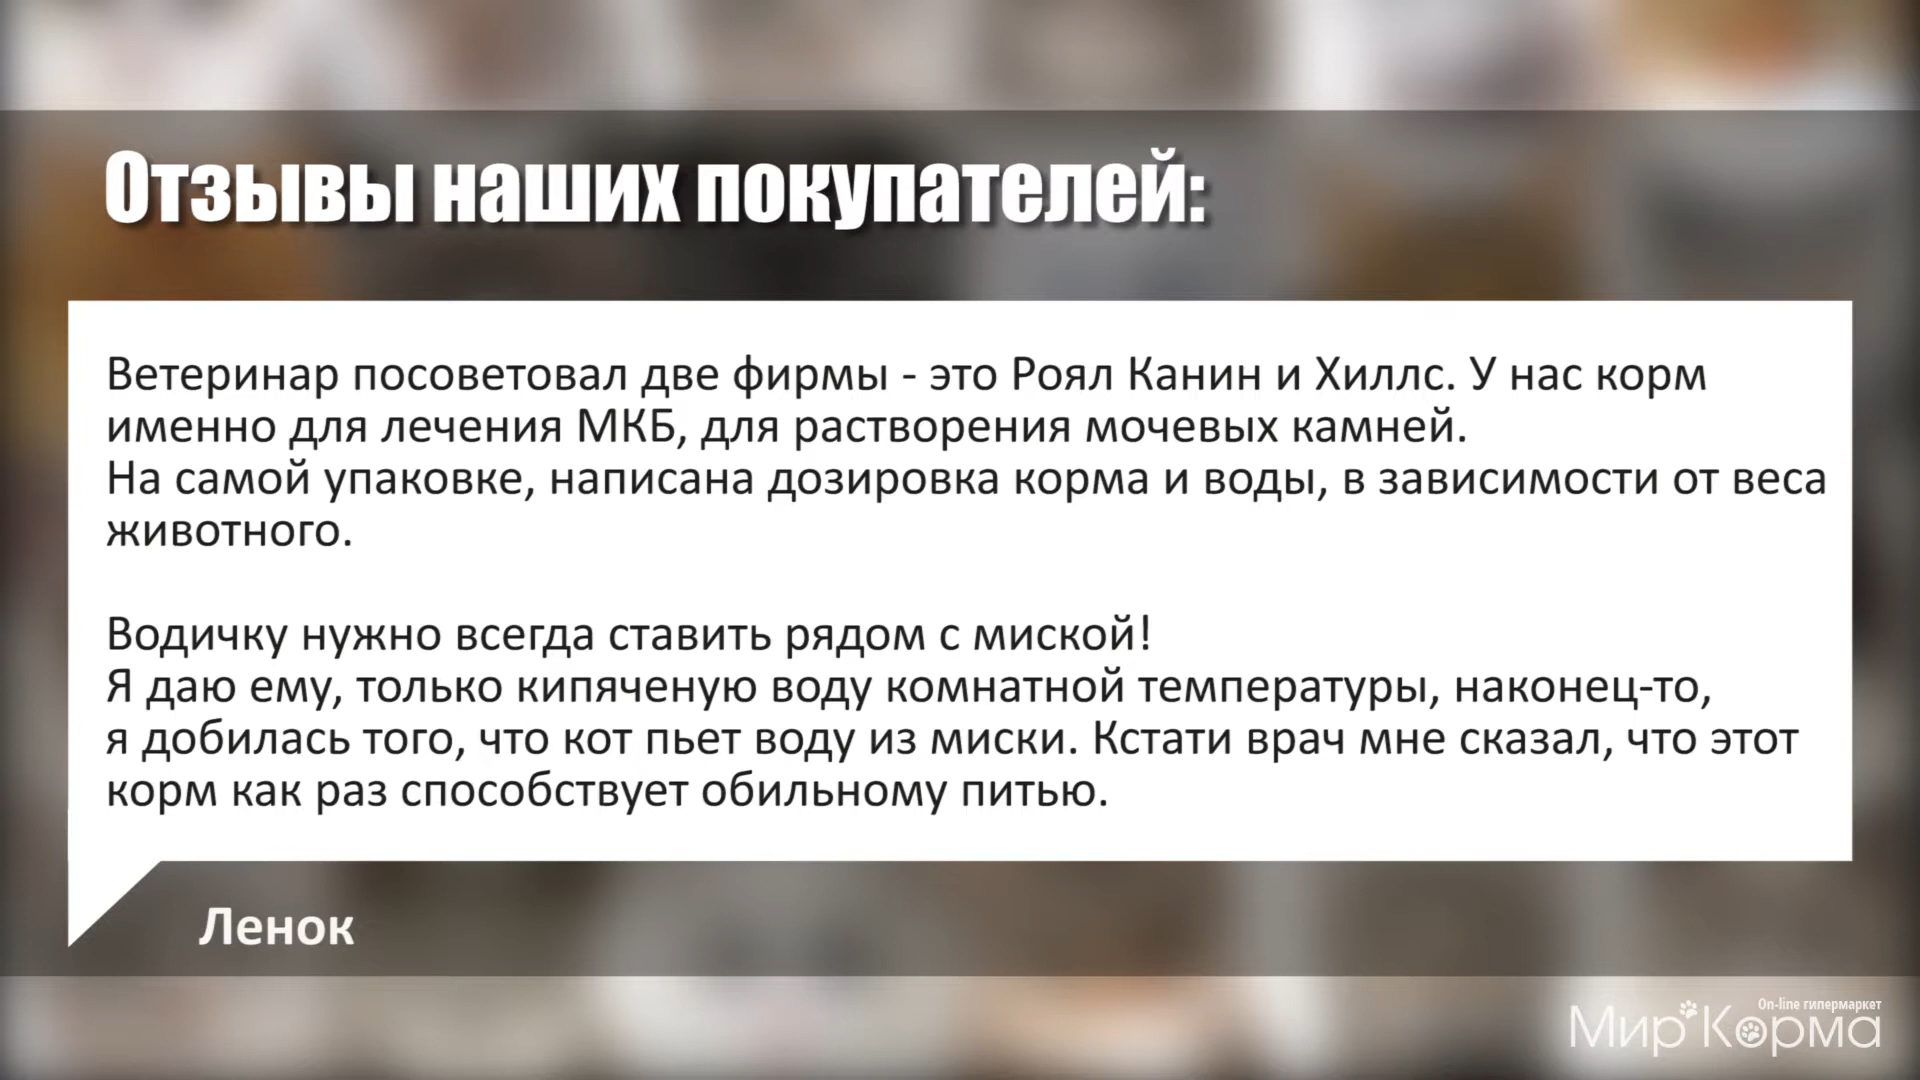 Отзывы наших покупателей:
Ветеринар посоветовал две фирмы - это Роял Канин и Хиллс. У нас корм
именно для лечения МКБ, для растворения мочевых камней.
На самой упаковке, написана дозировка корма и воды, в зависимости от веса
животного.
Водичку нужно всегда ставить рядом с миской!
Я даю ему, только кипяченую воду комнатной температуры, наконец-то,
я добилась того, что кот пьет воду из миски. Кстати врач мне сказал, что этот
корм как раз способствует обильному питью.
Ленок
On-line гипермаркет
Мир Корма